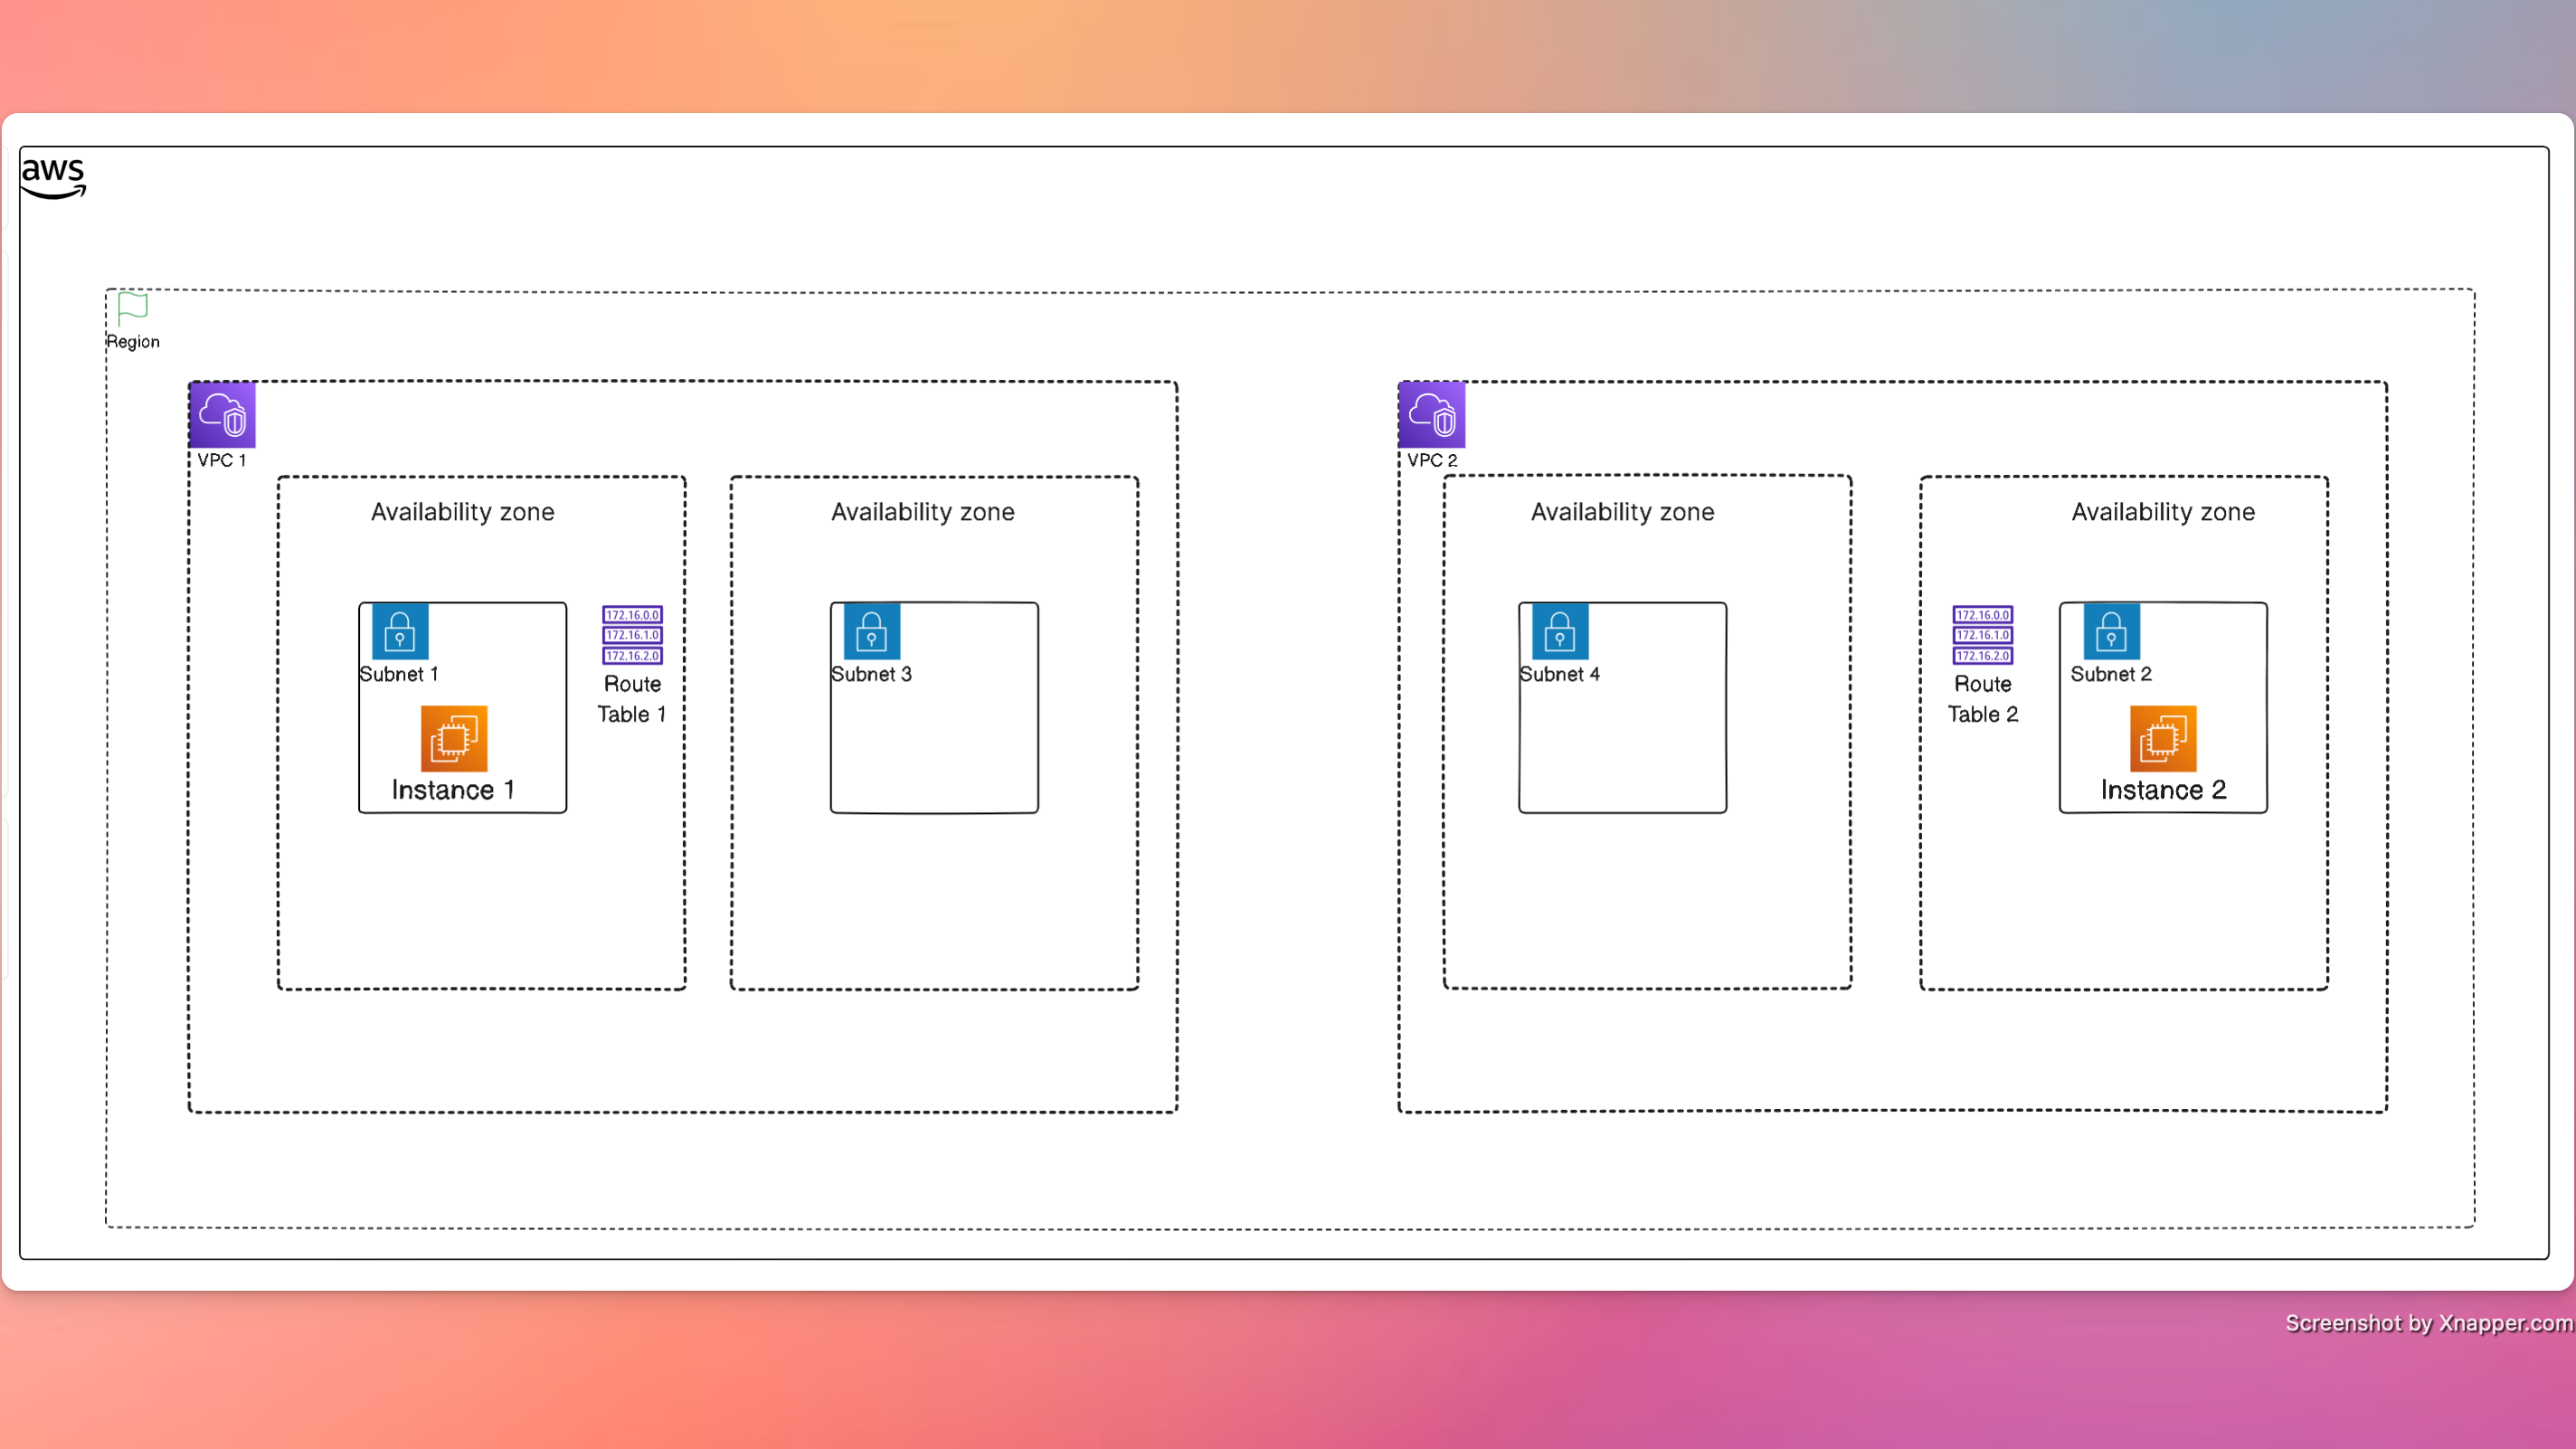 aws
Region
VPC 1
VPC 2
Availability zone
Availability zone
Availability zone
Availability zone
Subnet 1
Instance 1
172.16.0.0
172.16.1.0
172.16.2.0
Route
Table 1
Subnet 3
Subnet 4
172.16.0.0
172.16.1.0
172.16.2.0
Route
Table 2
Subnet 2
Instance 2
Screenshot by Xnapper.com